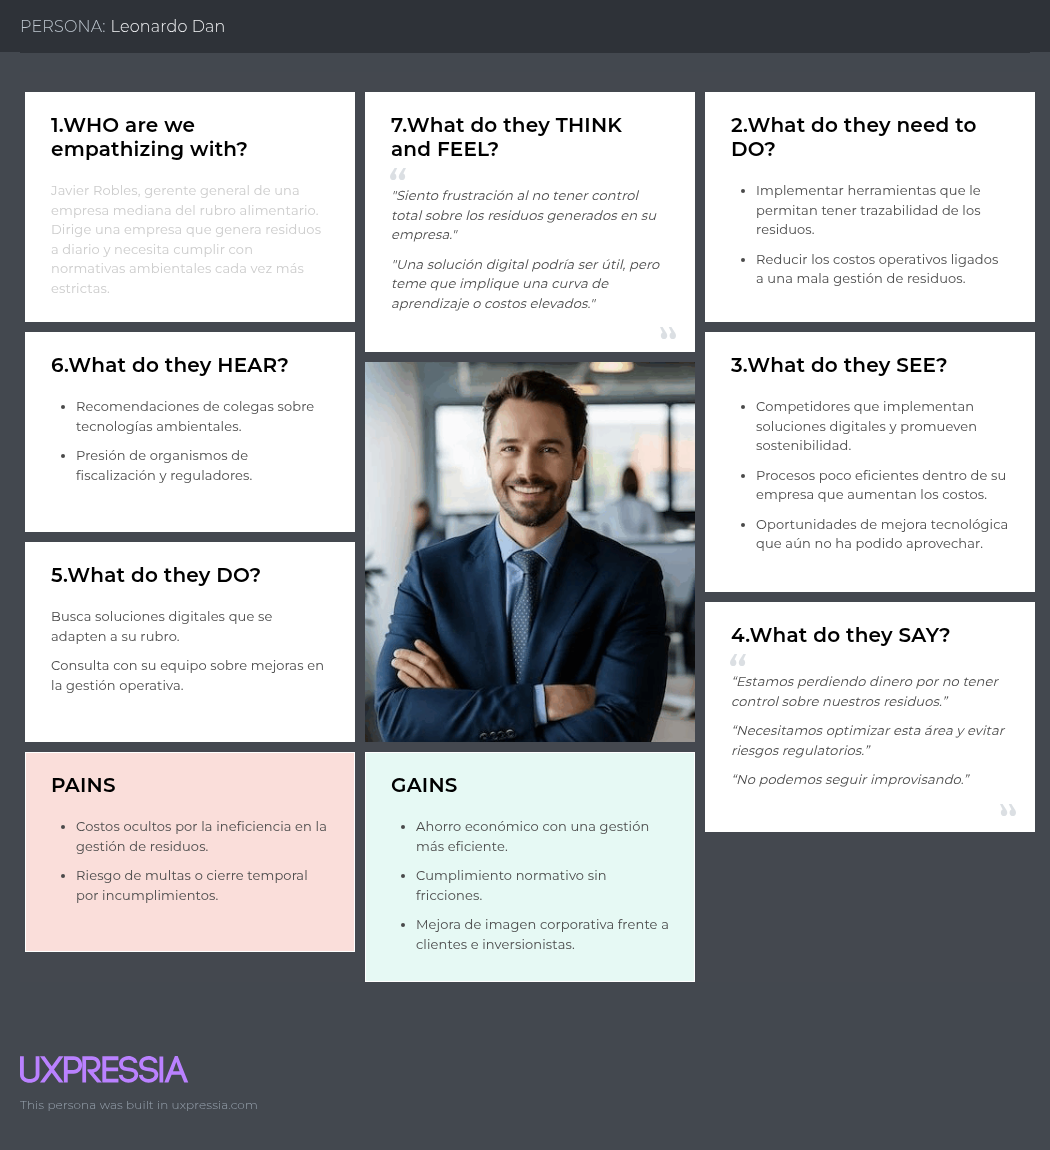 PERSONA: Leonardo Dan
1.WHO are we
empathizing with?
Javier Robles, gerente general de una
empresa mediana del rubro alimentario.
Dirige una empresa que genera residuos
a diario y necesita cumplir con
normativas ambientales cada vez más
estrictas.
7.What do they THINK
and FEEL?
“
"Siento frustración al no tener control
total sobre los residuos generados en su
empresa."
"Una solución digital podría ser útil, pero
teme que implique una curva de
aprendizaje o costos elevados."
”
2.What do they need to
DO?
• Implementar herramientas que le
permitan tener trazabilidad de los
residuos.
• Reducir los costos operativos ligados
a una mala gestión de residuos.
6.What do they HEAR?
• Recomendaciones de colegas sobre
tecnologías ambientales.
• Presión de organismos de
fiscalización y reguladores.
3.What do they SEE?
• Competidores que implementan
soluciones digitales y promueven
sostenibilidad.
• Procesos poco eficientes dentro de su
empresa que aumentan los costos.
• Oportunidades de mejora tecnológica
que aún no ha podido aprovechar.
5.What do they DO?
Busca soluciones digitales que se
adapten a su rubro.
Consulta con su equipo sobre mejoras en
la gestión operativa.
4.What do they SAY?
“
“Estamos perdiendo dinero por no tener
control sobre nuestros residuos.”
“Necesitamos optimizar esta área y evitar
riesgos regulatorios.”
“No podemos seguir improvisando.”
”
PAINS
• Costos ocultos por la ineficiencia en la
gestión de residuos.
• Riesgo de multas o cierre temporal
por incumplimientos.
GAINS
• Ahorro económico con una gestión
más eficiente.
• Cumplimiento normativo sin
fricciones.
• Mejora de imagen corporativa frente a
clientes e inversionistas.
UXPRESSIA
This persona was built in uxpressia.com